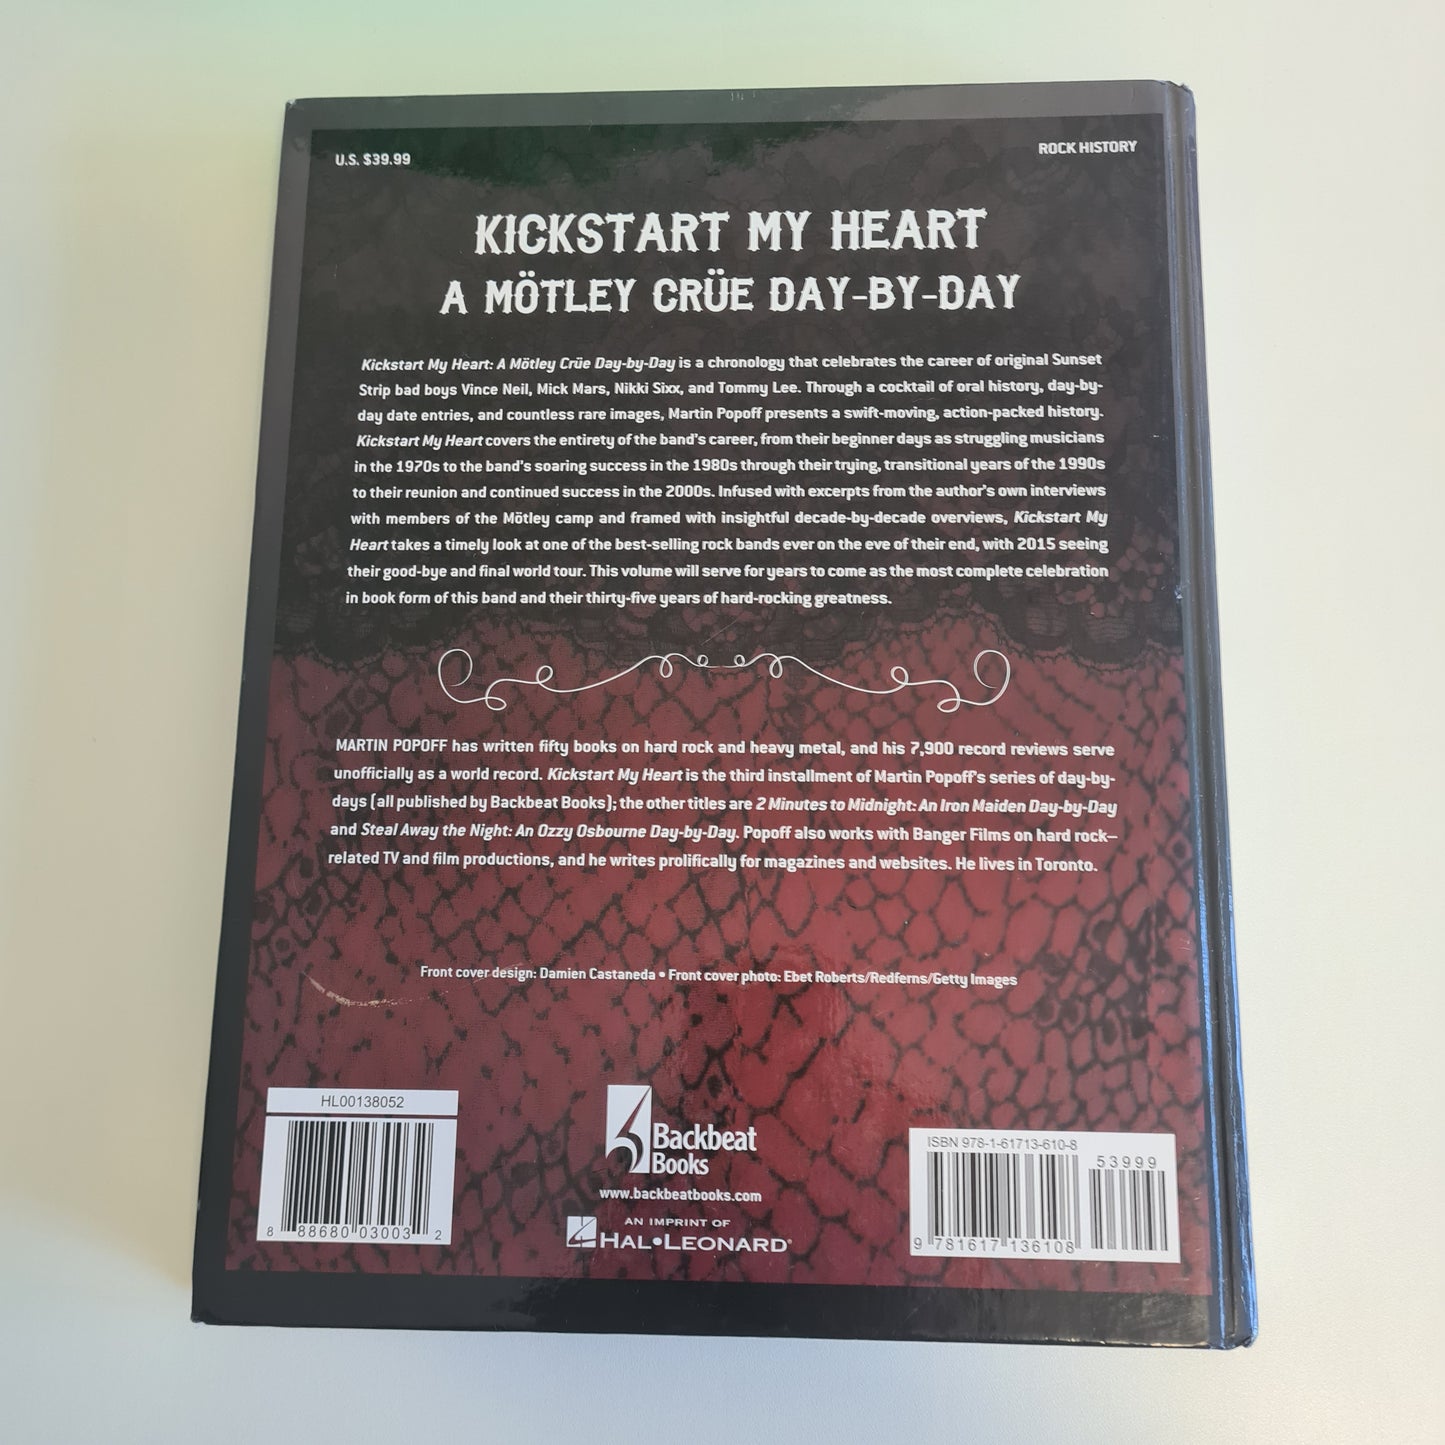 U.S. $39.99
ROCK HISTORY
KICKSTART MY HEART
A MÖTLEY CRÜE DAY-BY-DAY
Kickstart My Heart: A Mötley Crüe Day-by-Day is a chronology that celebrates the career of original Sunset
Strip bad boys Vince Neil, Mick Mars, Nikki Sixx, and Tommy Lee. Through a cocktail of oral history, day-by-
day date entries, and countless rare images, Martin Popoff presents a swift-moving, action-packed history.
Kickstart My Heart covers the entirety of the band's career, from their beginner days as struggling musicians
in the 1970s to the band's soaring success in the 1980s through their trying, transitional years of the 1990s
to their reunion and continued success in the 2000s. Infused with excerpts from the author's own interviews
with members of the Mötley camp and framed with insightful decade-by-decade overviews, Kickstart My
Heart takes a timely look at one of the best-selling rock bands ever on the eve of their end, with 2015 seeing
their good-bye and final world tour. This volume will serve for years to come as the most complete celebration
in book form of this band and their thirty-five years of hard-rocking greatness.
MARTIN POPOFF has written fifty books on hard rock and heavy metal, and his 7,900 record reviews serve
unofficially as a world record. Kickstart My Heart is the third installment of Martin Popoff's series of day-by-
days (all published by Backbeat Books); the other titles are 2 Minutes to Midnight: An Iron Maiden Day-by-Day
and Steal Away the Night: An Ozzy Osbourne Day-by-Day. Popoff also works with Banger Films on hard rock–
related TV and film productions, and he writes prolifically for magazines and websites. He lives in Toronto.
Front cover design: Damien Castaneda • Front cover photo: Ebet Roberts/Redferns/Getty Images
HL00138052
8 88680 03003 2
Backbeat
Books
www.backbeatbooks.com
AN IMPRINT OF
HAL•LEONARD®
ISBN 978-1-61713-610-8
53999
9 781617 136108